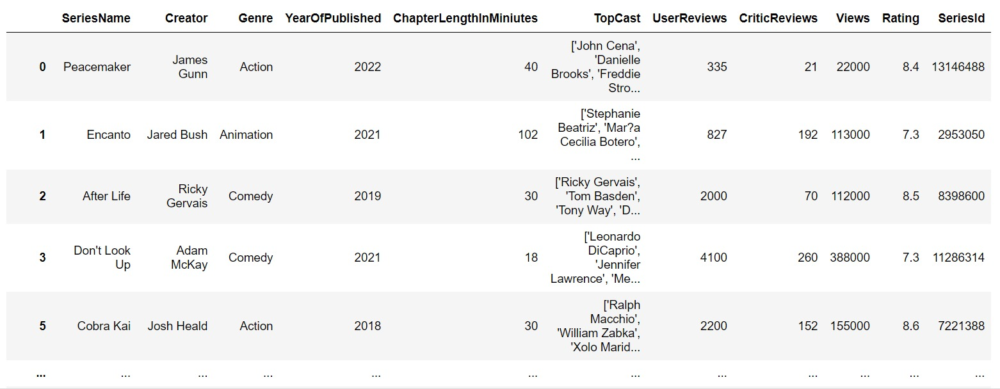 SeriesName Creator Genre YearOfPublished ChapterLengthInMiniutes TopCast UserReviews CriticReviews Views Rating SeriesId
0 Peacemaker James Gunn Action 2022 40 ['John Cena', 'Danielle Brooks', 'Freddie Stro... 335 21 22000 8.4 13146488
1 Encanto Jared Bush Animation 2021 102 ['Stephanie Beatriz', 'Mar?a Cecilia Botero', ... 827 192 113000 7.3 2953050
2 After Life Ricky Gervais Comedy 2019 30 ['Ricky Gervais', 'Tom Basden', 'Tony Way', 'D... 2000 70 112000 8.5 8398600
3 Don't Look Up Adam McKay Comedy 2021 18 ['Leonardo DiCaprio', 'Jennifer Lawrence', 'Me... 4100 260 388000 7.3 11286314
5 Cobra Kai Josh Heald Action 2018 30 ['Ralph Macchio', 'William Zabka', 'Xolo Marid... 2200 152 155000 8.6 7221388
... ... ... ... ... ... ... ... ... ... ... ...